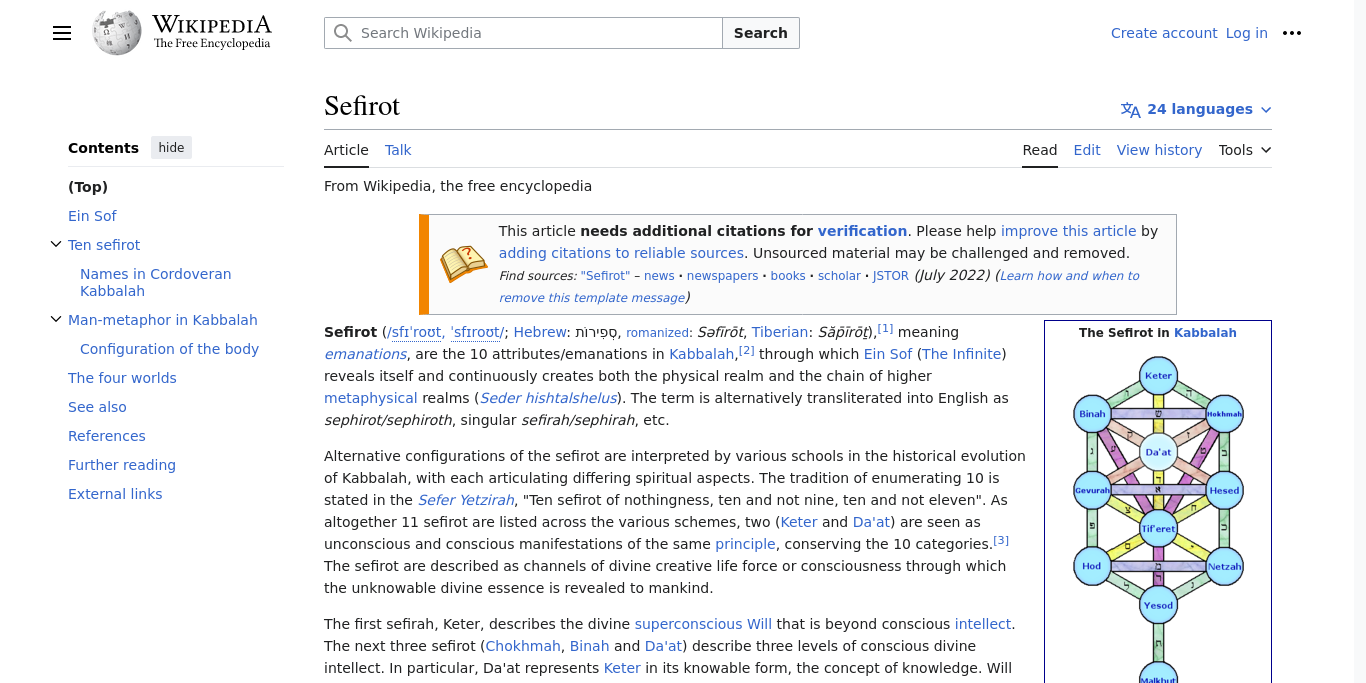 WIKIPEDIA
The Free Encyclopedia
Search Wikipedia
Search
Create account
Log in
Contents
hide
(Top)
Ein Sof
Ten sefirot
Names in Cordoveran
Kabbalah
Man-metaphor in Kabbalah
Configuration of the body
The four worlds
See also
References
Further reading
External links
Sefirot
24 languages
Article
Talk
Read
Edit
View history
Tools
From Wikipedia, the free encyclopedia
This article needs additional citations for verification. Please help improve this article by
adding citations to reliable sources. Unsourced material may be challenged and removed.
Find sources: "Sefirot" – news · newspapers · books · scholar · JSTOR (July 2022) (Learn how and when to
remove this template message)
Sefirot (/sfɪˈroʊt, ˈsfɪroʊt/; Hebrew: סְפִירוֹת, romanized: Səfīrōt, Tiberian: Săp̄īrōṯ),[1] meaning
emanations, are the 10 attributes/emanations in Kabbalah,[2] through which Ein Sof (The Infinite)
reveals itself and continuously creates both the physical realm and the chain of higher
metaphysical realms (Seder hishtalshelus). The term is alternatively transliterated into English as
sephirot/sephiroth, singular sefirah/sephirah, etc.
Alternative configurations of the sefirot are interpreted by various schools in the historical evolution
of Kabbalah, with each articulating differing spiritual aspects. The tradition of enumerating 10 is
stated in the Sefer Yetzirah, "Ten sefirot of nothingness, ten and not nine, ten and not eleven". As
altogether 11 sefirot are listed across the various schemes, two (Keter and Da'at) are seen as
unconscious and conscious manifestations of the same principle, conserving the 10 categories.[3]
The sefirot are described as channels of divine creative life force or consciousness through which
the unknowable divine essence is revealed to mankind.
The first sefirah, Keter, describes the divine superconscious Will that is beyond conscious intellect.
The next three sefirot (Chokhmah, Binah and Da'at) describe three levels of conscious divine
intellect. In particular, Da'at represents Keter in its knowable form, the concept of knowledge. Will
The Sefirot in Kabbalah
Keter
Binah
Hokhmah
Da'at
Gevurah
Hesed
Tif'eret
Hod
Netzah
Yesod
Malkhut